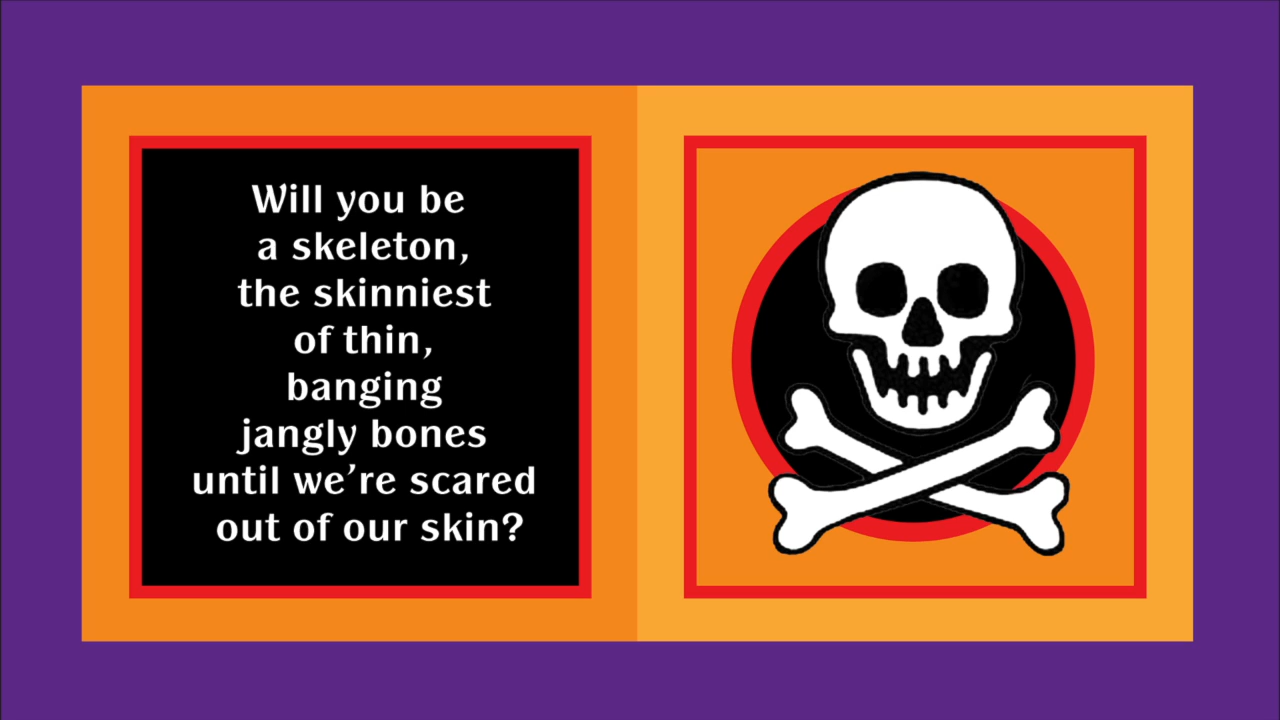 Will you be
a skeleton,
the skinniest
of thin,
banging
jangly bones
until we’re scared
out of our skin?